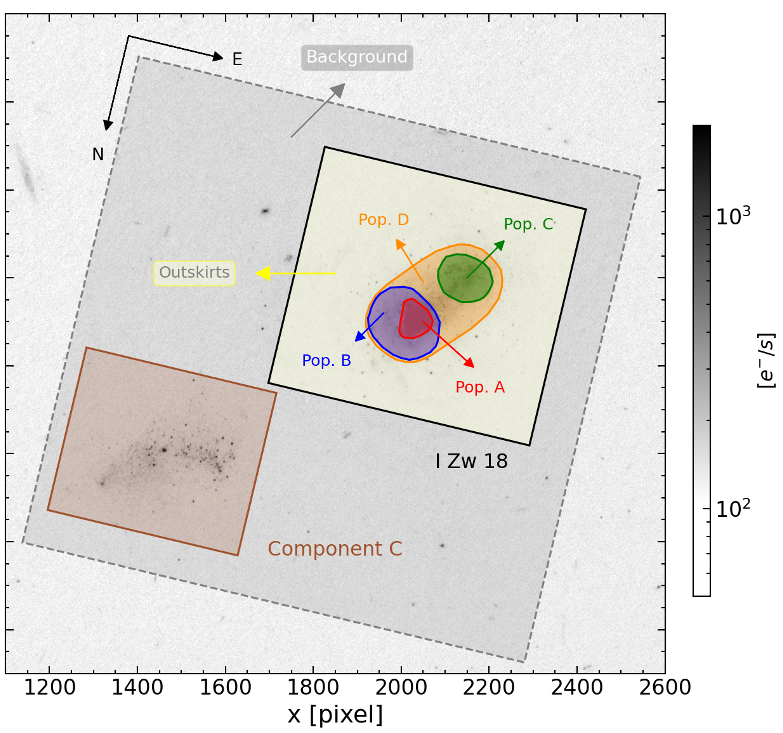 Background
E
N
Pop. D
Pop. C
Outskirts
Pop. B
Pop. A
I Zw 18
Component C
1200 1400 1600 1800 2000 2200 2400 2600
x [pixel]
10³
10²
[e⁻/s]